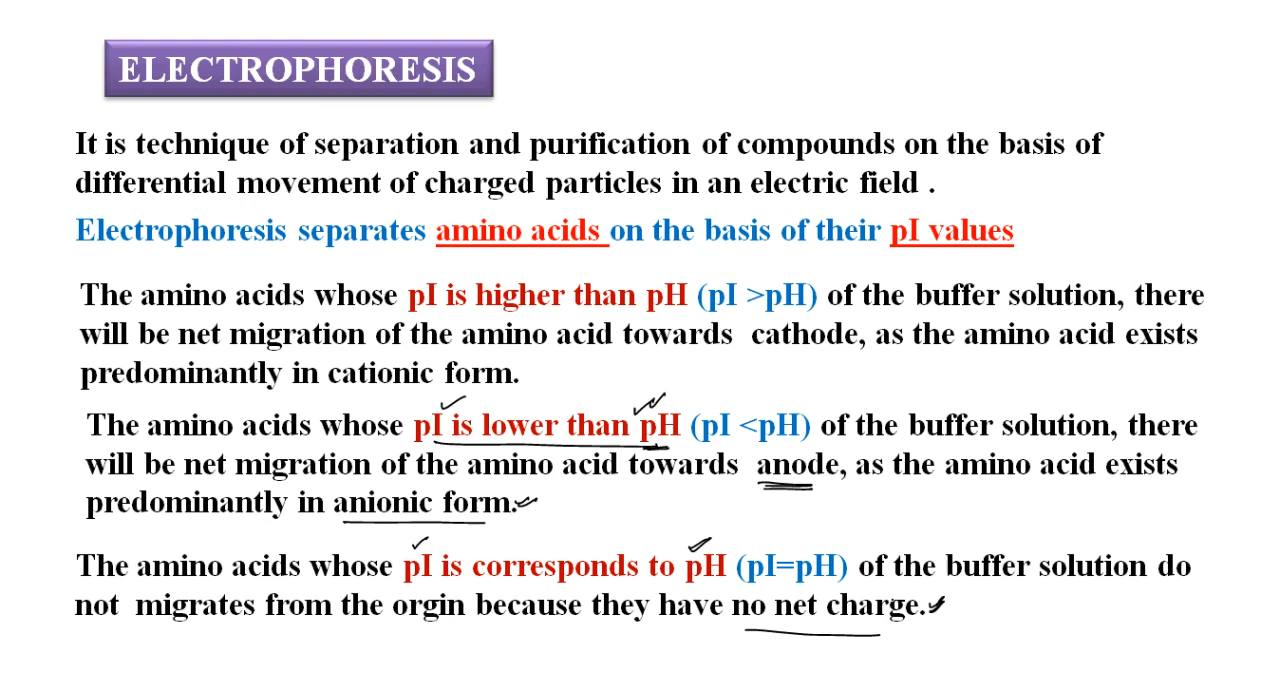 ELECTROPHORESIS
It is technique of separation and purification of compounds on the basis of
differential movement of charged particles in an electric field .
Electrophoresis separates amino acids on the basis of their pI values
The amino acids whose pI is higher than pH (pI >pH) of the buffer solution, there
will be net migration of the amino acid towards cathode, as the amino acid exists
predominantly in cationic form.
The amino acids whose pI is lower than pH (pI <pH) of the buffer solution, there
will be net migration of the amino acid towards anode, as the amino acid exists
predominantly in anionic form.
The amino acids whose pI is corresponds to pH (pI=pH) of the buffer solution do
not migrates from the orgin because they have no net charge.